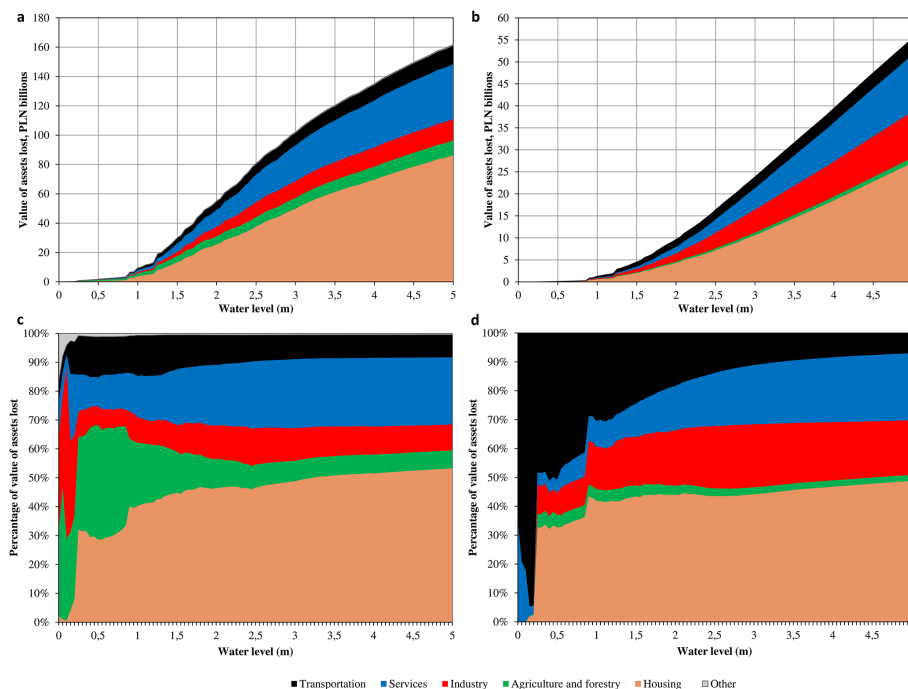 a
Value of assets lost, PLN billions
180
160
140
120
100
80
60
40
20
0
0 0,5 1 1,5 2 2,5 3 3,5 4 4,5 5
Water level (m)
b
Value of assets lost, PLN billions
60
55
50
45
40
35
30
25
20
15
10
5
0
0 0,5 1 1,5 2 2,5 3 3,5 4 4,5
Water level (m)
c
Percantage of value of assets lost
100%
90%
80%
70%
60%
50%
40%
30%
20%
10%
0%
0 0,5 1 1,5 2 2,5 3 3,5 4 4,5 5
Water level (m)
d
Percentage of value of assets lost
100%
90%
80%
70%
60%
50%
40%
30%
20%
10%
0%
0 0,5 1 1,5 2 2,5 3 3,5 4 4,5
Water level (m)
Transportation Services Industry Agriculture and forestry Housing Other